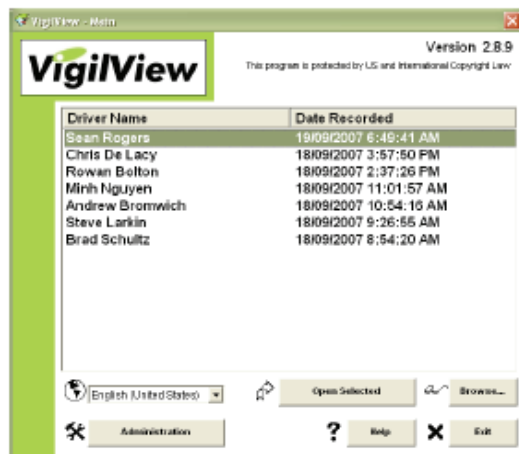 VigilView - Main
VigilView
Version 2.8.9
This program is protected by US and International Copyright Law
Driver Name Date Recorded
Sean Rogers 19/09/2007 6:49:41 AM
Chris De Lacy 18/09/2007 3:57:50 PM
Rowan Bolton 18/09/2007 2:37:26 PM
Minh Nguyen 18/09/2007 11:01:57 AM
Andrew Bromwich 18/09/2007 10:54:16 AM
Steve Larkin 18/09/2007 9:26:55 AM
Brad Schultz 18/09/2007 8:54:20 AM
English (United States) Open Selected Browse...
Administration ? Help Exit